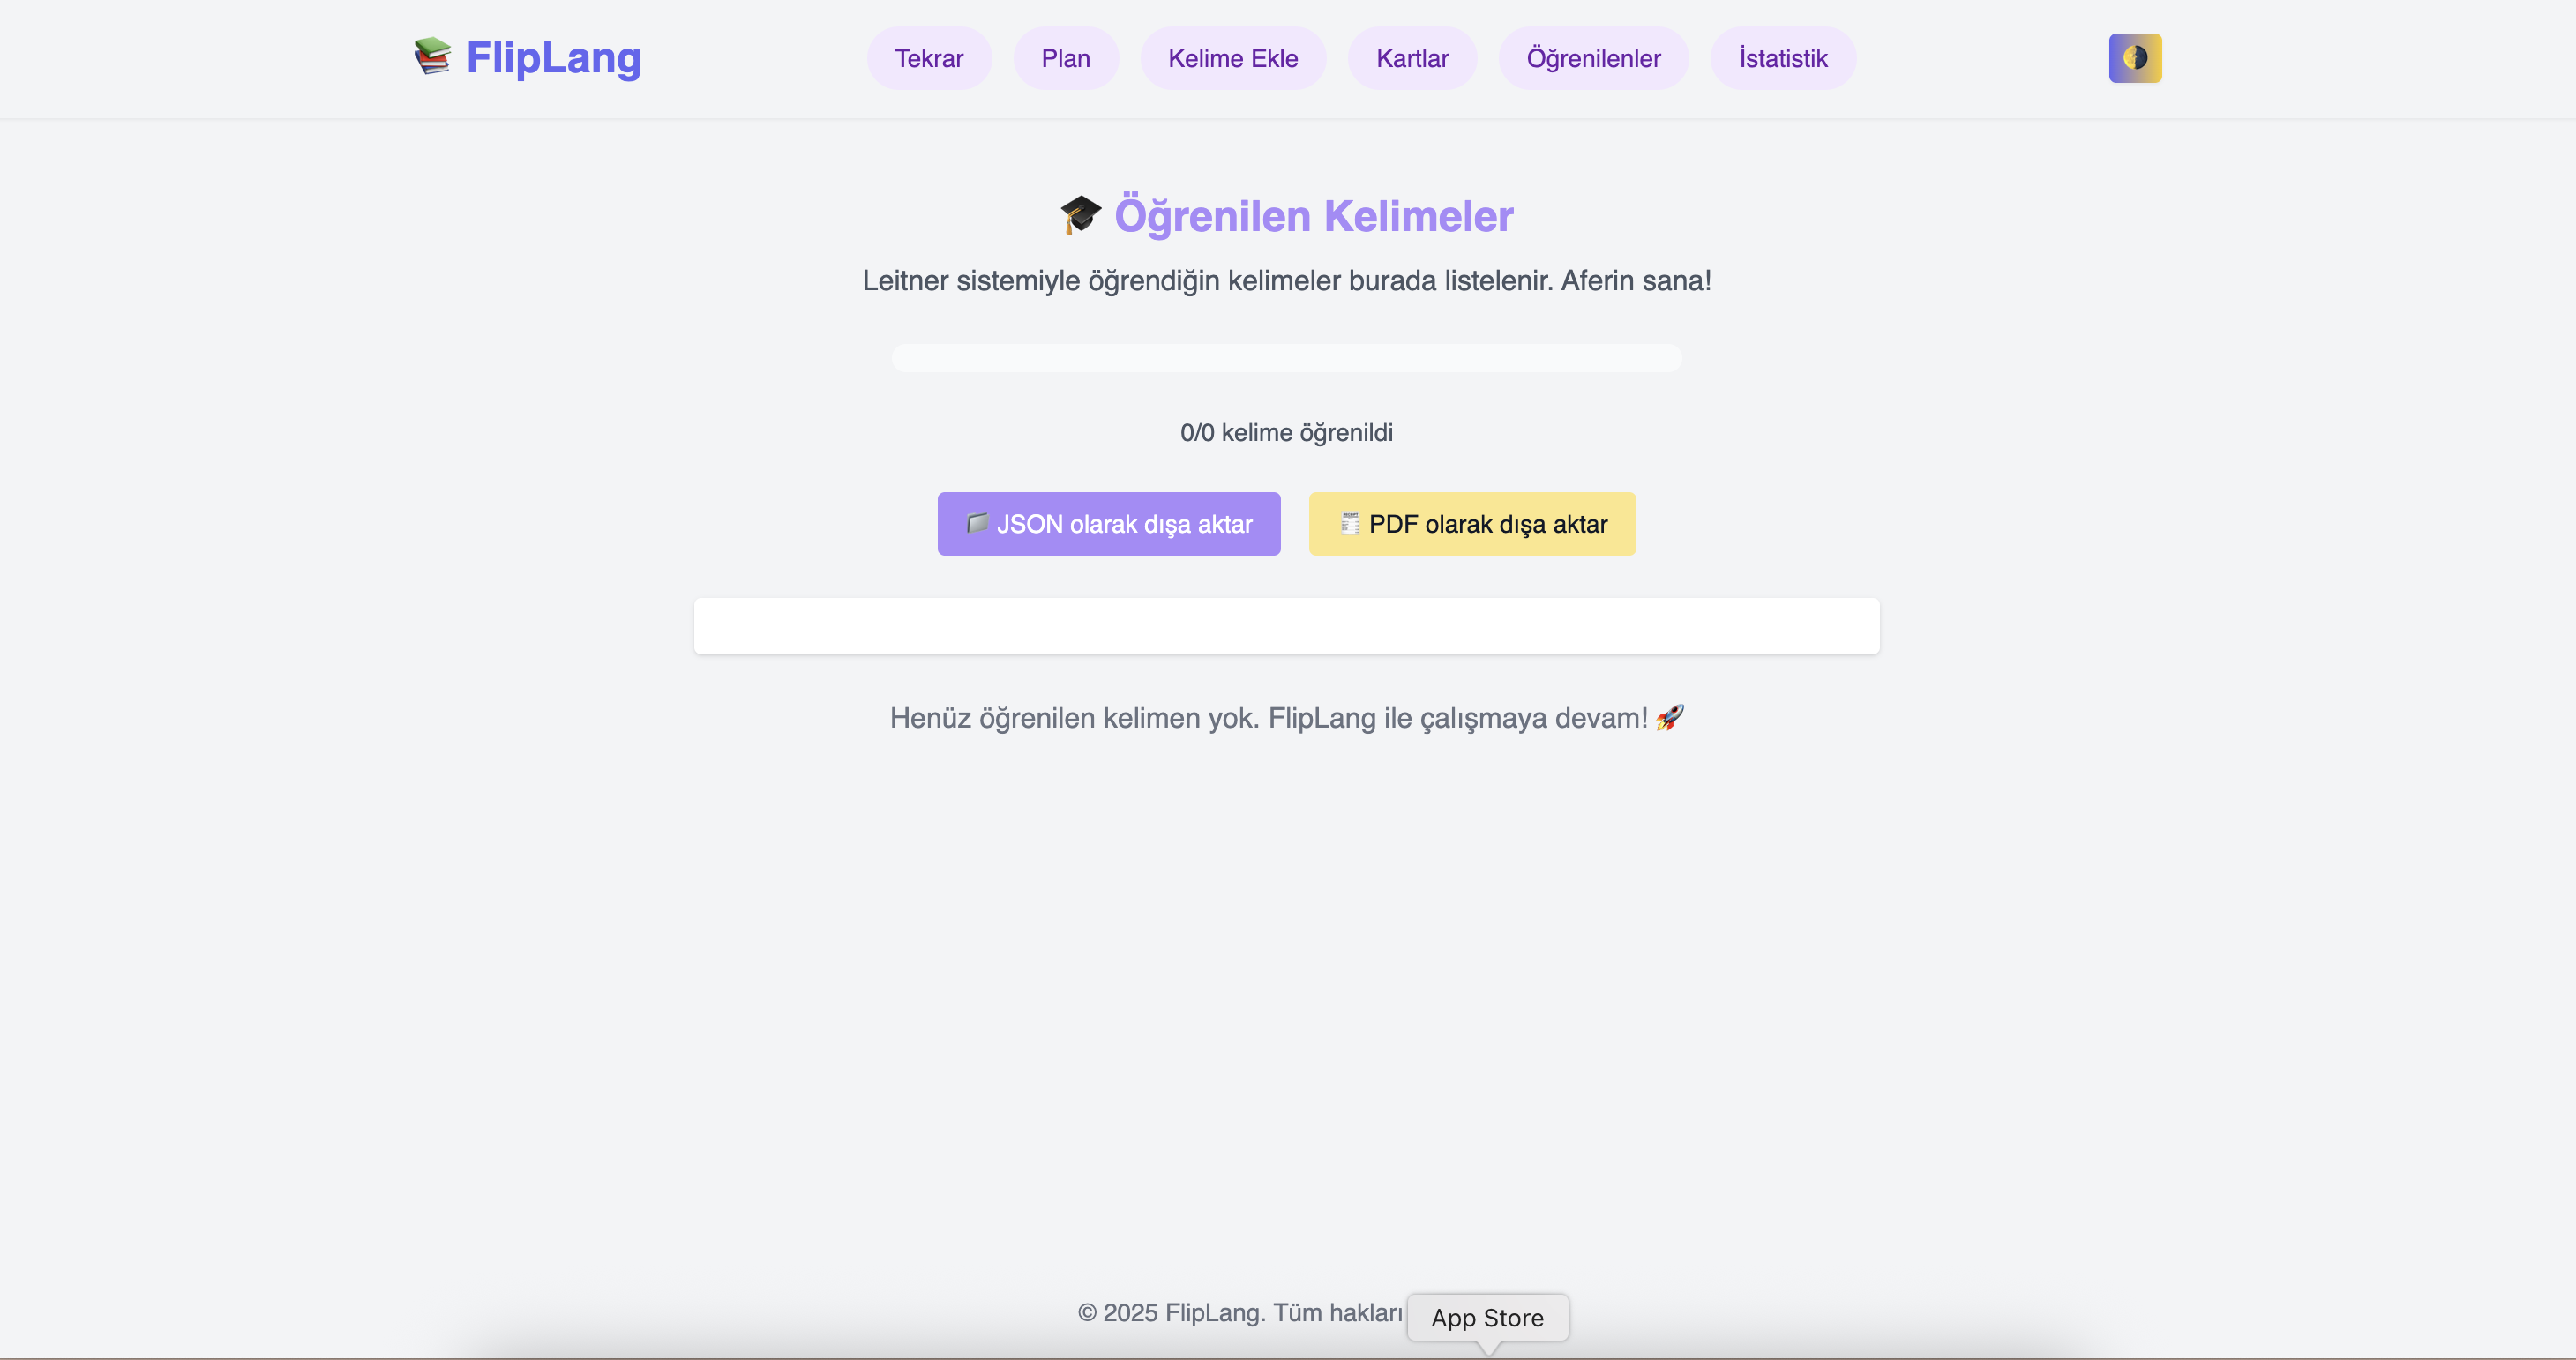 📚 FlipLang
Tekrar Plan Kelime Ekle Kartlar Öğrenilenler İstatistik
🎓 Öğrenilen Kelimeler
Leitner sistemiyle öğrendiğin kelimeler burada listelenir. Aferin sana!
0/0 kelime öğrenildi
JSON olarak dışa aktar
PDF olarak dışa aktar
Henüz öğrenilen kelimen yok. FlipLang ile çalışmaya devam! 🚀
© 2025 FlipLang. Tüm hakları
App Store